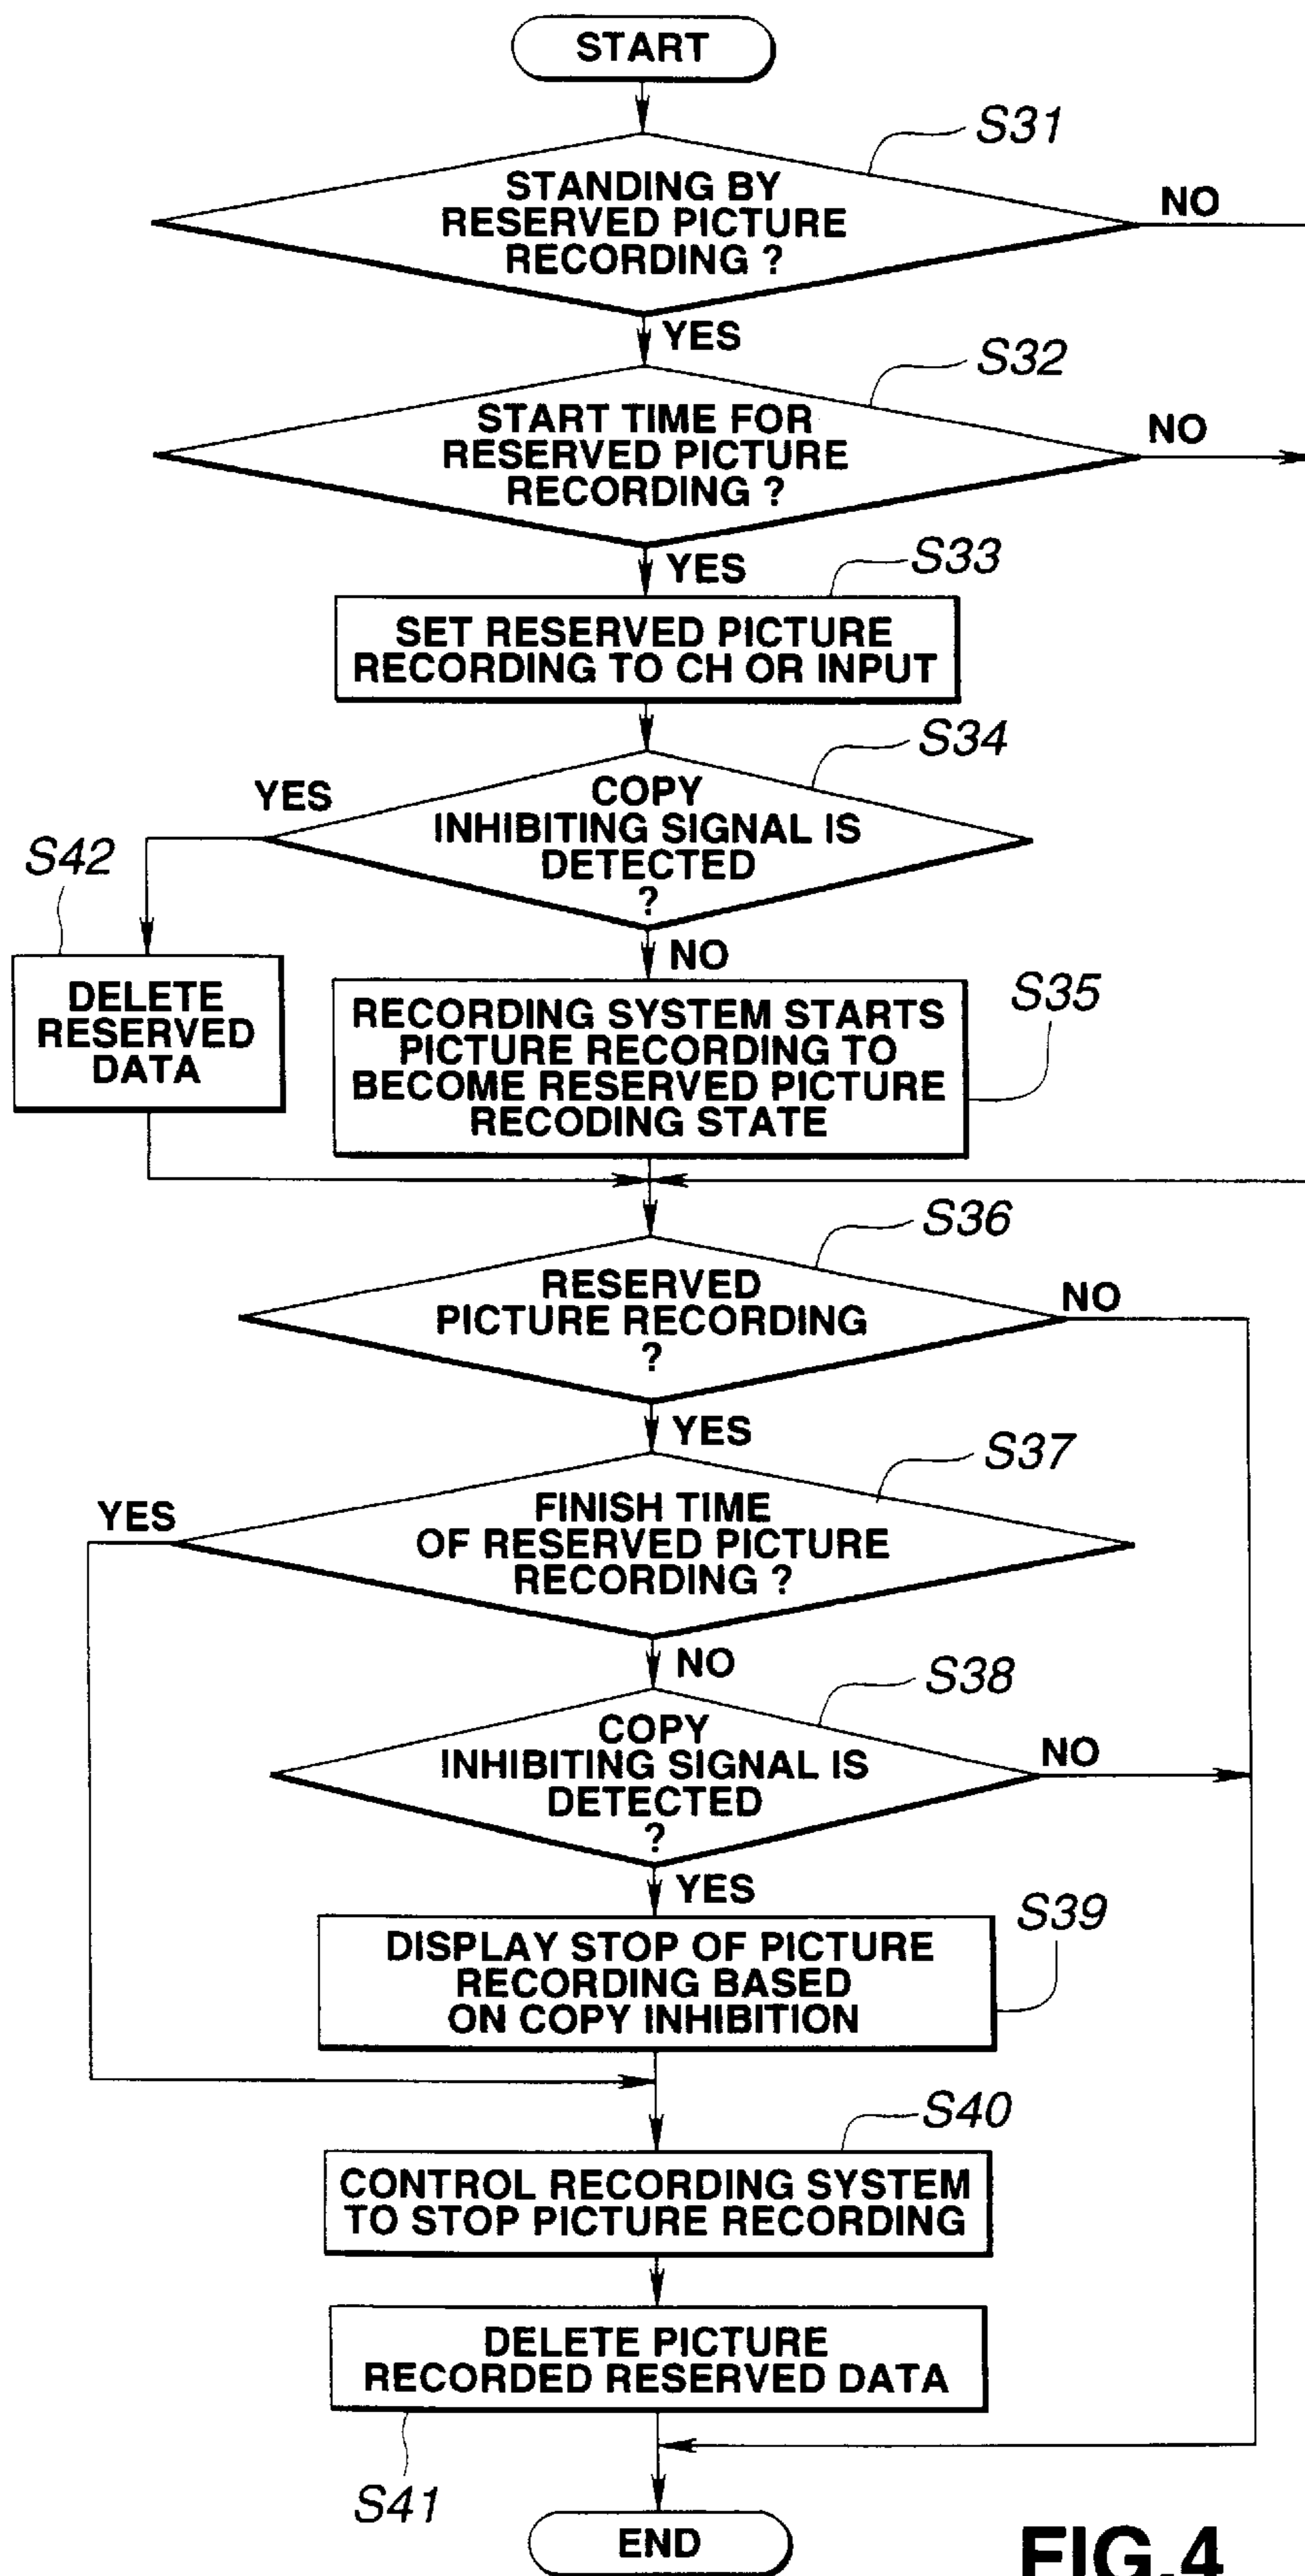 START
S31
STANDING BY
RESERVED PICTURE
RECORDING ?
NO
YES
S32
START TIME FOR
RESERVED PICTURE
RECORDING ?
NO
YES
S33
SET RESERVED PICTURE
RECORDING TO CH OR INPUT
S34
YES
COPY
INHIBITING SIGNAL IS
DETECTED
?
S42
NO
DELETE
RESERVED
DATA
S35
RECORDING SYSTEM STARTS
PICTURE RECORDING TO
BECOME RESERVED PICTURE
RECODING STATE
S36
RESERVED
PICTURE RECORDING
?
NO
YES
S37
YES
FINISH TIME
OF RESERVED PICTURE
RECORDING ?
NO
S38
COPY
INHIBITING SIGNAL IS
DETECTED
?
NO
YES
S39
DISPLAY STOP OF PICTURE
RECORDING BASED
ON COPY INHIBITION
S40
CONTROL RECORDING SYSTEM
TO STOP PICTURE RECORDING
DELETE PICTURE
RECORDED RESERVED DATA
S41
END
FIG.4